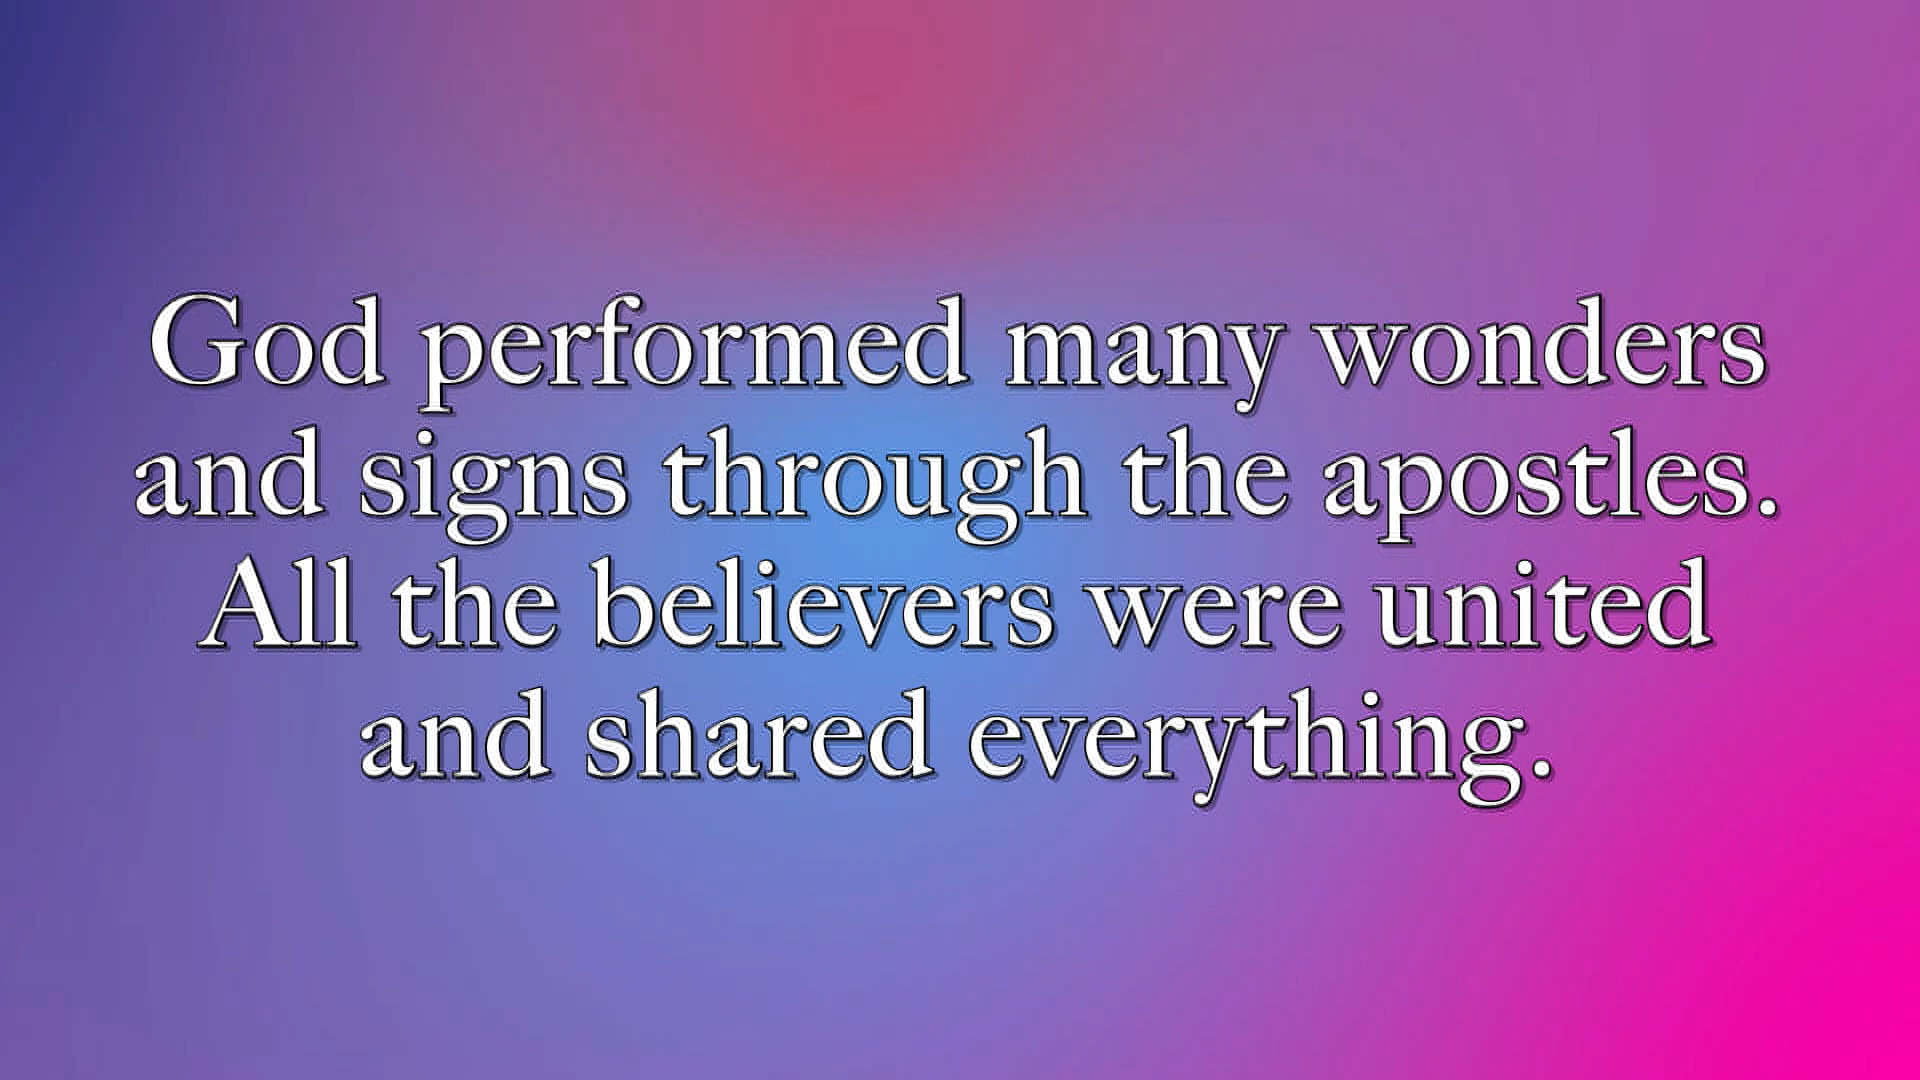 God performed many wonders
and signs through the apostles.
All the believers were united
and shared everything.